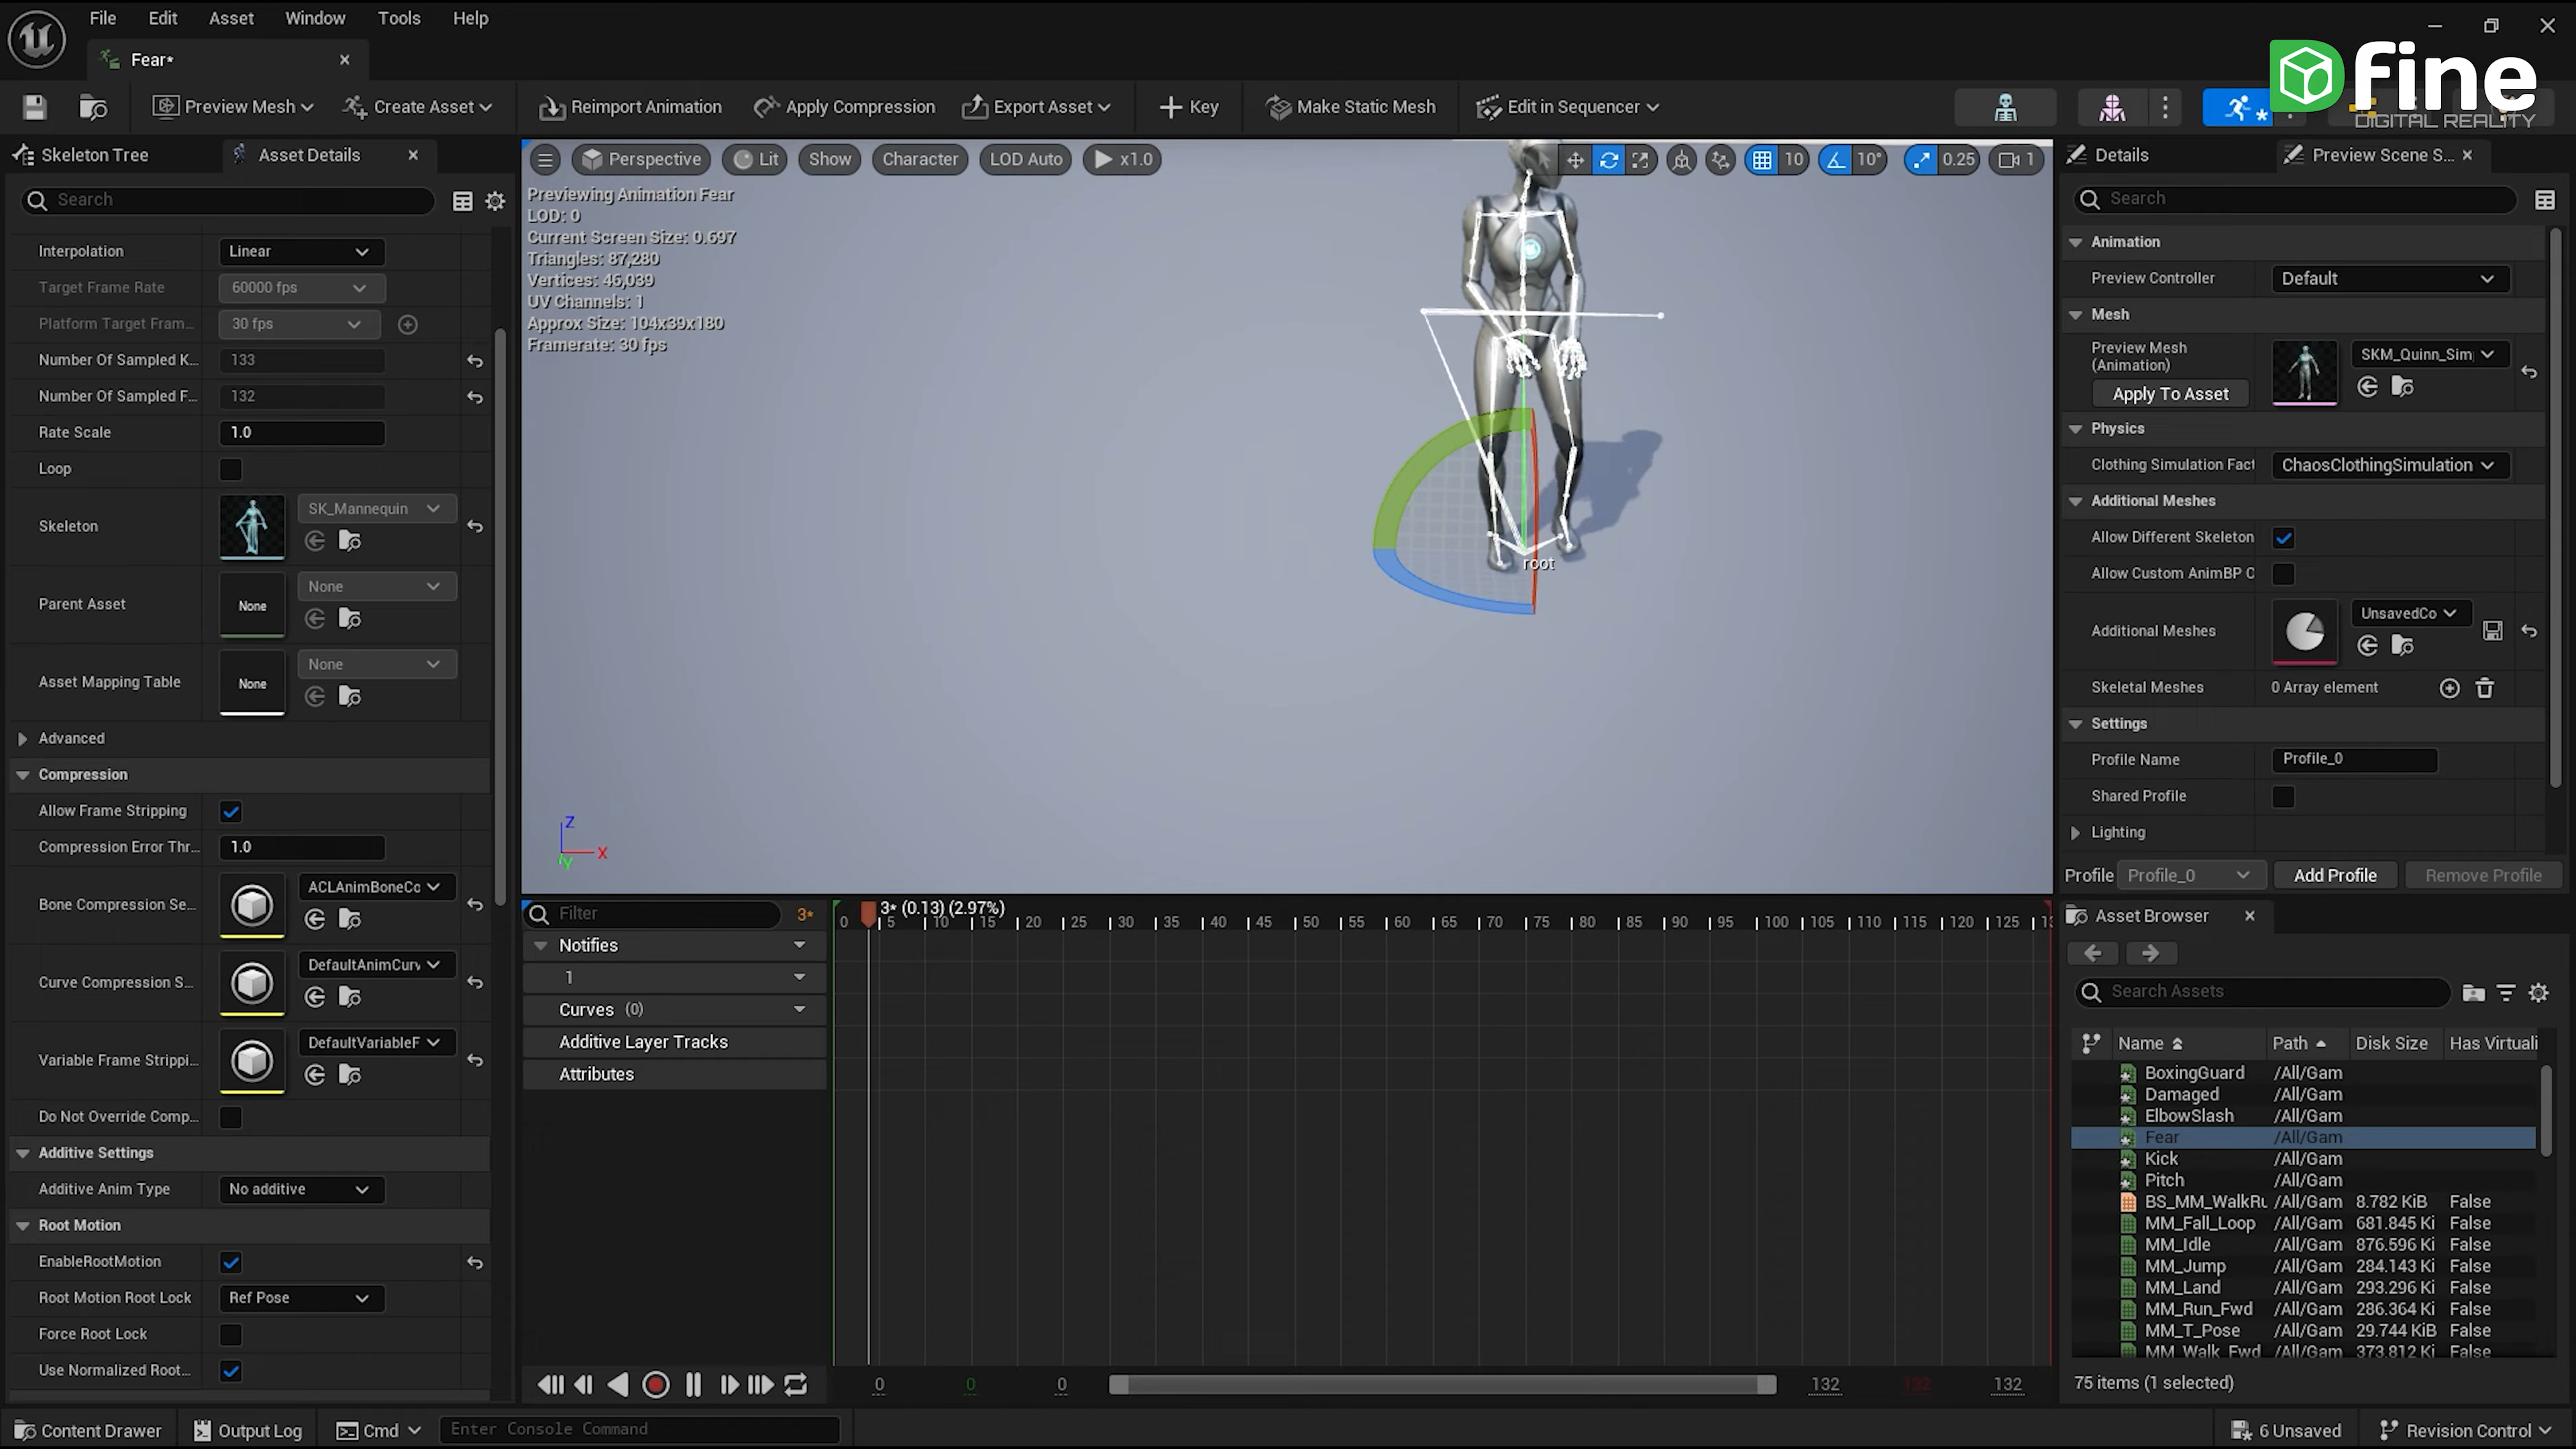 File Edit Asset Window Tools Help
Fear*
fine
DIGITAL REALITY
Preview Mesh Create Asset Reimport Animation Apply Compression Export Asset Key Make Static Mesh Edit in Sequencer
Skeleton Tree Asset Details
Search
Interpolation Linear
Target Frame Rate 60000 fps
Platform Target Fram... 30 fps
Number Of Sampled K... 133
Number Of Sampled F... 132
Rate Scale 1.0
Loop
Skeleton SK_Mannequin
Parent Asset None None
Asset Mapping Table None None
Advanced
Compression
Allow Frame Stripping
Compression Error Thr... 1.0
Bone Compression Se... ACLAnimBoneCo
Curve Compression S... DefaultAnimCurv
Variable Frame Strippi... DefaultVariableF
Do Not Override Comp...
Additive Settings
Additive Anim Type No additive
Root Motion
EnableRootMotion
Root Motion Root Lock Ref Pose
Force Root Lock
Use Normalized Root...
Perspective Lit Show Character LOD Auto x1.0 10 10° 0.25 1
Previewing Animation Fear
LOD: 0
Current Screen Size: 0.697
Triangles: 87,280
Vertices: 46,039
UV Channels: 1
Approx Size: 104x39x180
Framerate: 30 fps
root
Z
X
Y
Filter 3* 3* (0.13) (2.97%)
0 5 10 15 20 25 30 35 40 45 50 55 60 65 70 75 80 85 90 95 100 105 110 115 120 125
Notifies
1
Curves (0)
Additive Layer Tracks
Attributes
0 0 0 132 132 132
Details Preview Scene S...
Search
Animation
Preview Controller Default
Mesh
Preview Mesh
(Animation)
SKM_Quinn_Sim
Apply To Asset
Physics
Clothing Simulation Fact ChaosClothingSimulation
Additional Meshes
Allow Different Skeleton
Allow Custom AnimBP O
Additional Meshes UnsavedCo
Skeletal Meshes 0 Array element
Settings
Profile Name Profile_0
Shared Profile
Lighting
Profile Profile_0 Add Profile Remove Profile
Asset Browser
Search Assets
Name Path Disk Size Has Virtuali
BoxingGuard /All/Gam
Damaged /All/Gam
ElbowSlash /All/Gam
Fear /All/Gam
Kick /All/Gam
Pitch /All/Gam
BS_MM_WalkRu /All/Gam 8.782 KiB False
MM_Fall_Loop /All/Gam 681.845 Ki False
MM_Idle /All/Gam 876.596 Ki False
MM_Jump /All/Gam 284.143 Ki False
MM_Land /All/Gam 293.296 Ki False
MM_Run_Fwd /All/Gam 286.364 Ki False
MM_T_Pose /All/Gam 29.744 KiB False
MM_Walk_Fwd /All/Gam 373.812 Ki False
75 items (1 selected)
Content Drawer Output Log Cmd Enter Console Command 6 Unsaved Revision Control